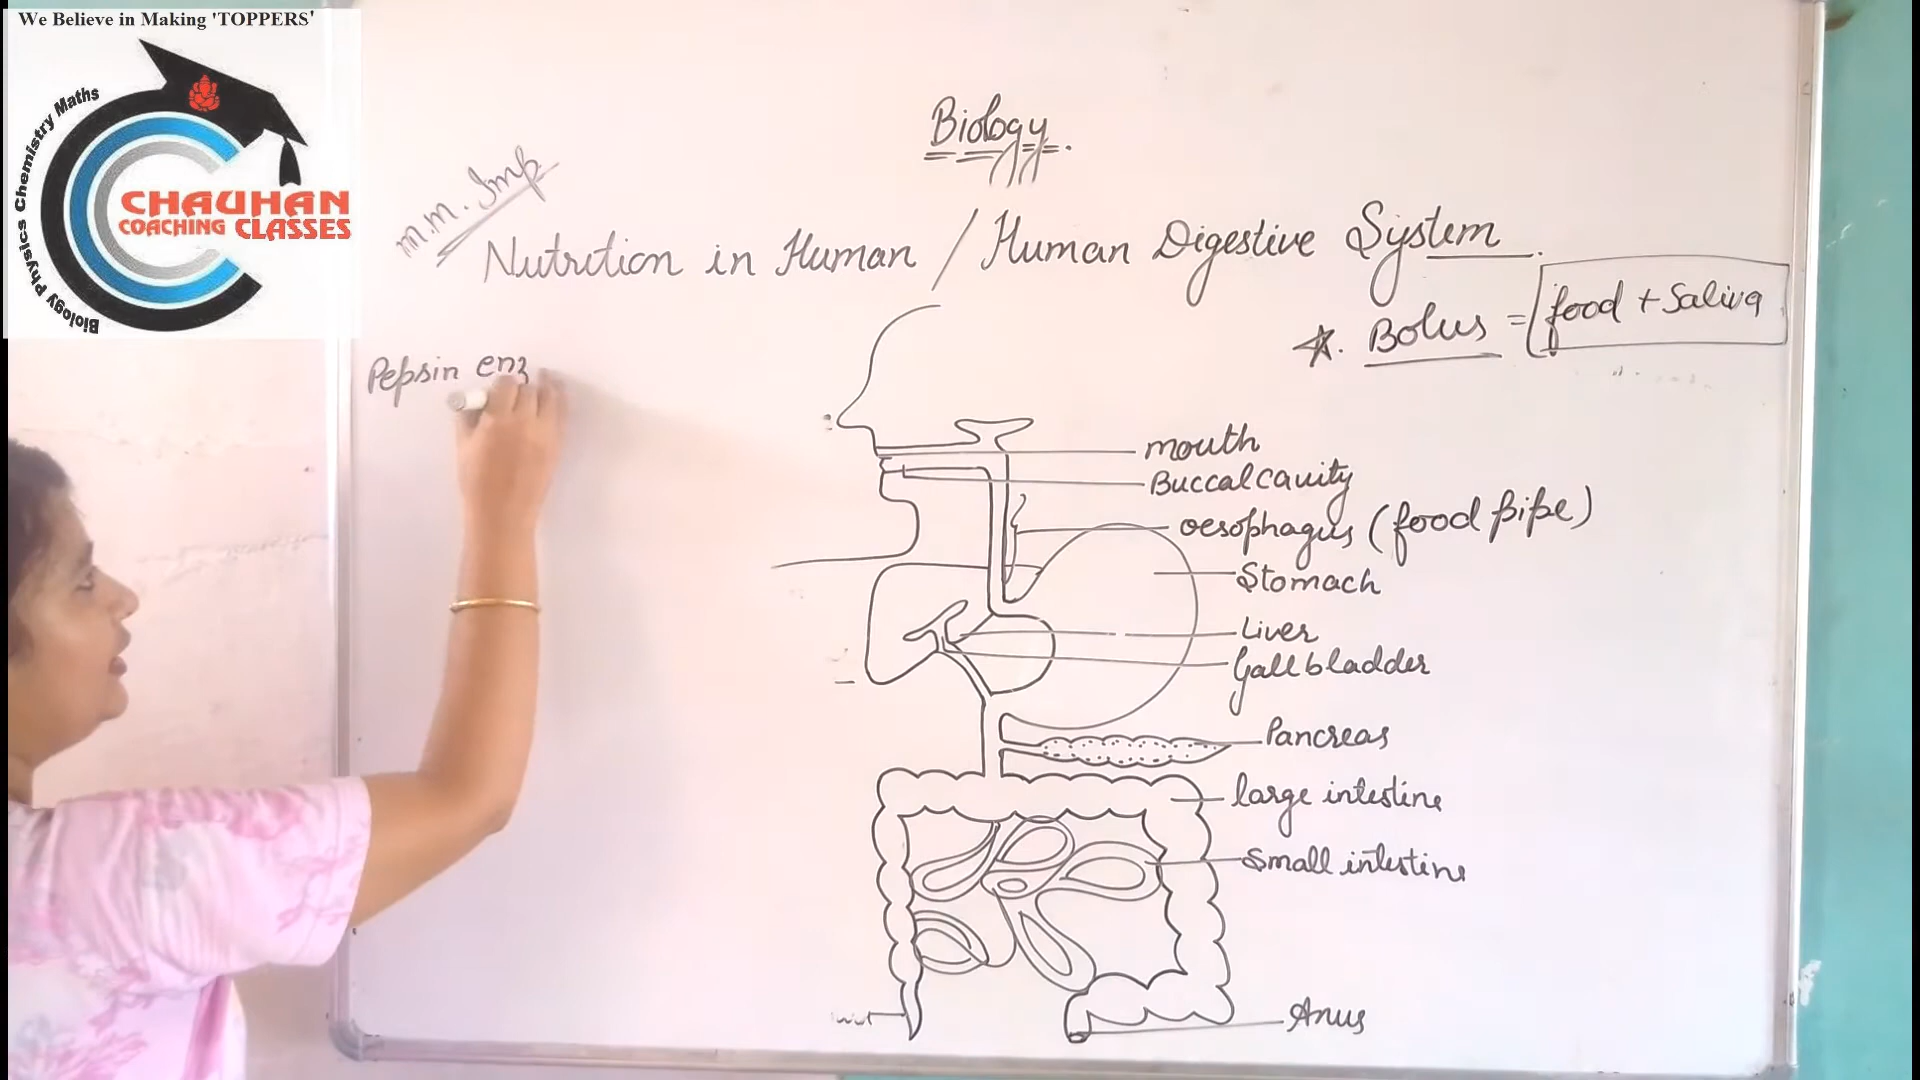 We Believe in Making 'TOPPERS'
Biology Physics Chemistry Maths
CHAUHAN
COACHING CLASSES
Biology.
M.M. Imp
Nutrition in Human / Human Digestive System.
Bolus = food + Saliva
Pepsin enz
mouth
Buccal cavity
oesophagus (food pipe)
Stomach
Liver
Gall bladder
Pancreas
large intestine
Small intestine
Anus